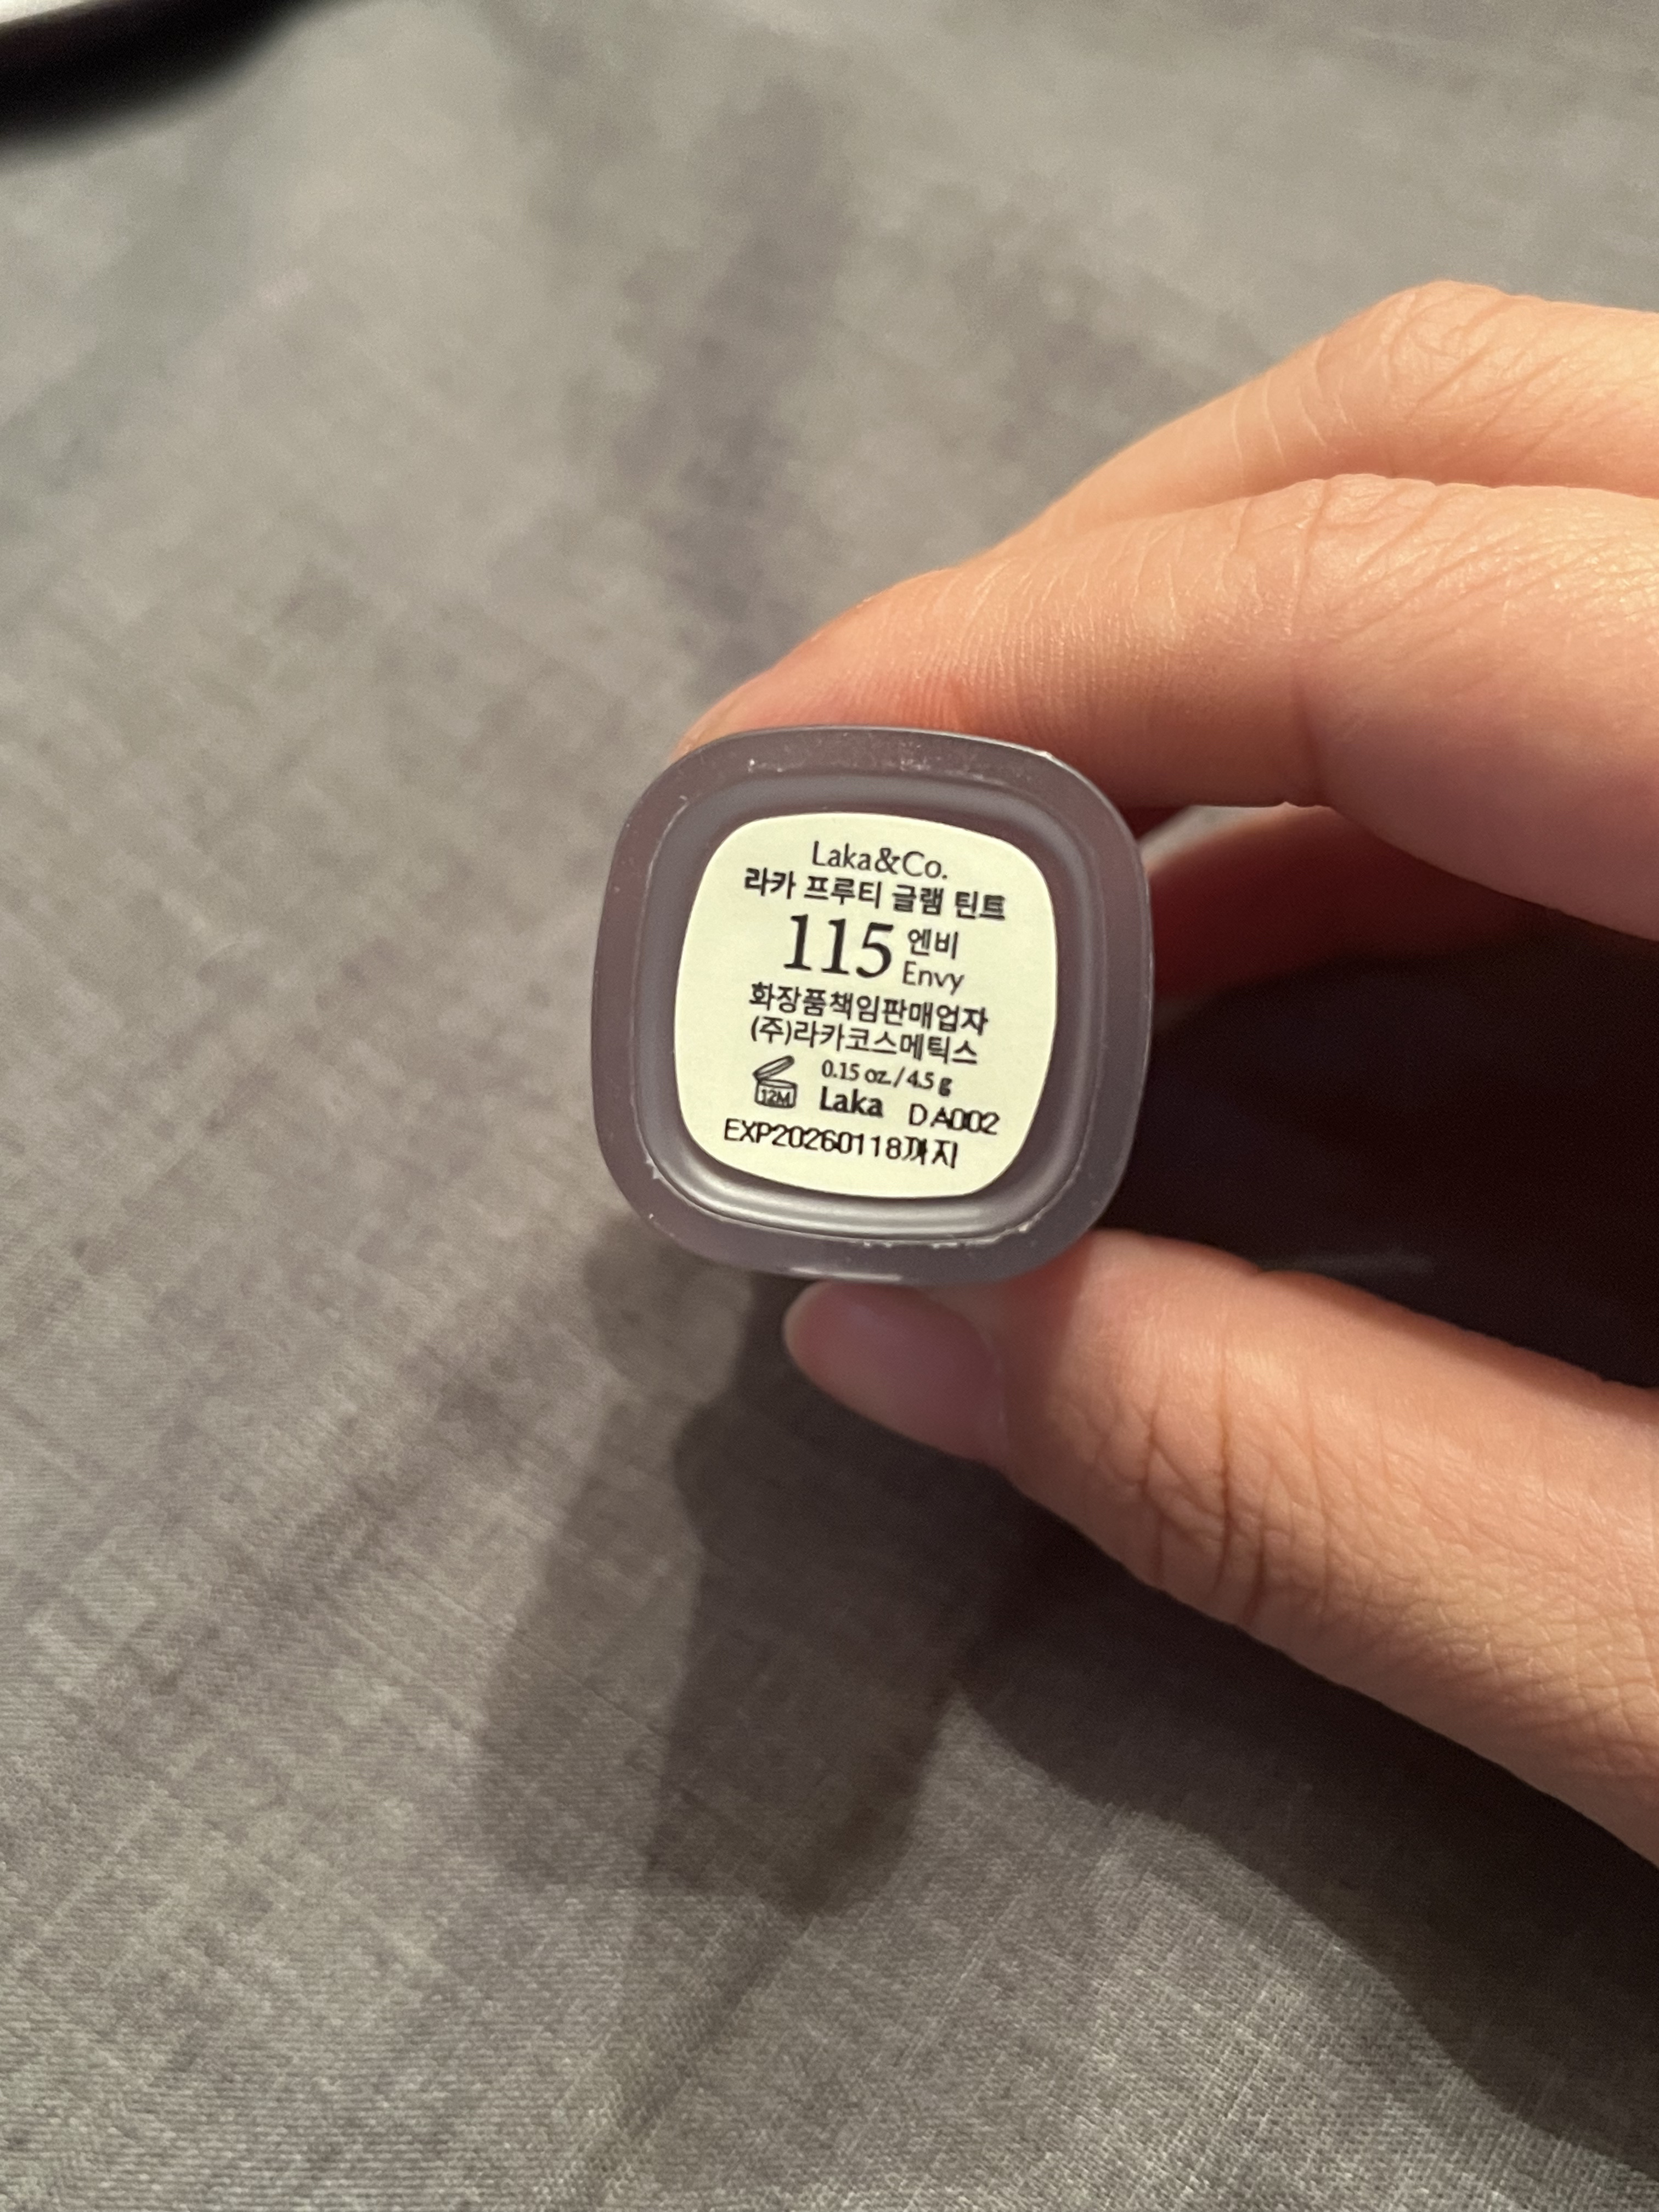 Laka&Co.
라카 프루티 글램 틴트
115 엔비
Envy
화장품책임판매업자
(주)라카코스메틱스
0.15 oz./4.5 g
12M Laka DA002
EXP20260118까지